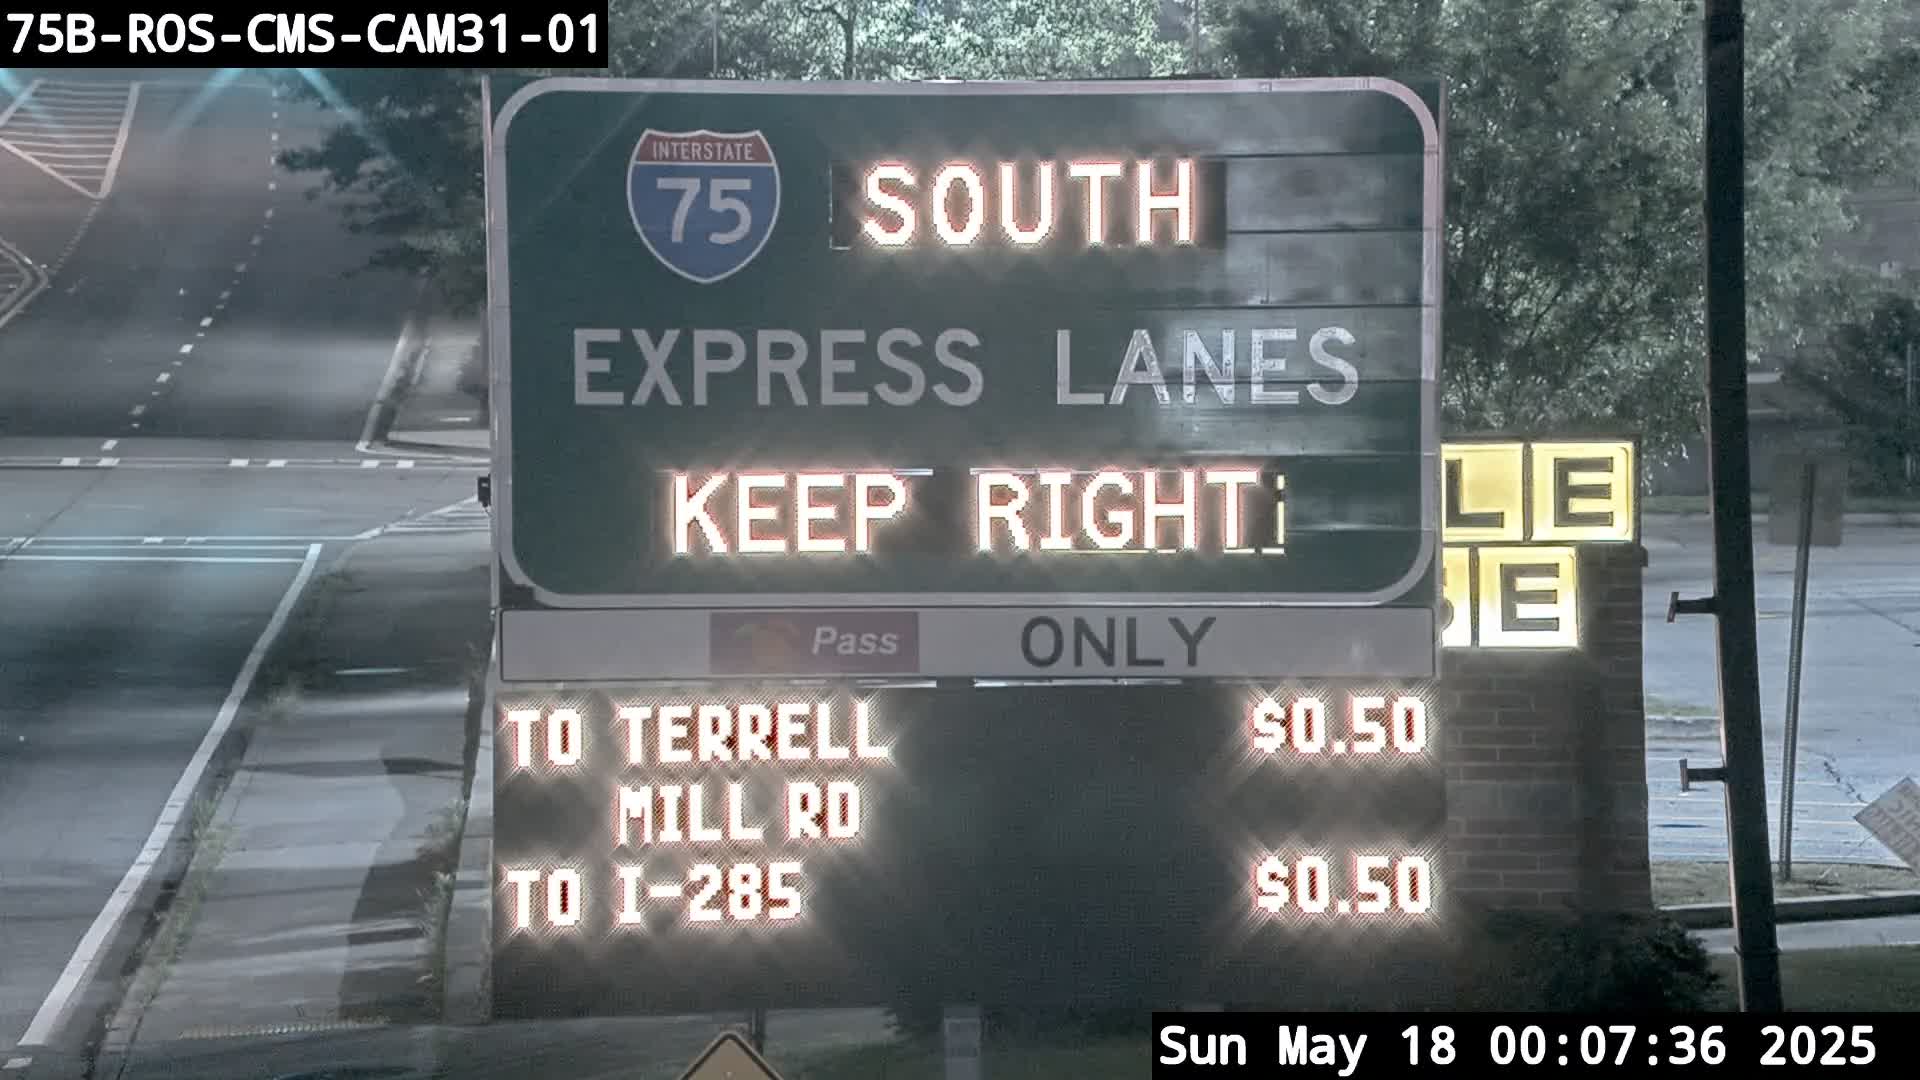 75B-ROS-CMS-CAM31-01
INTERSTATE
75
SOUTH
EXPRESS LANES
KEEP RIGHT
Pass ONLY
TO TERRELL $0.50
MILL RD
TO I-285 $0.50
LE
E
Sun May 18 00:07:36 2025